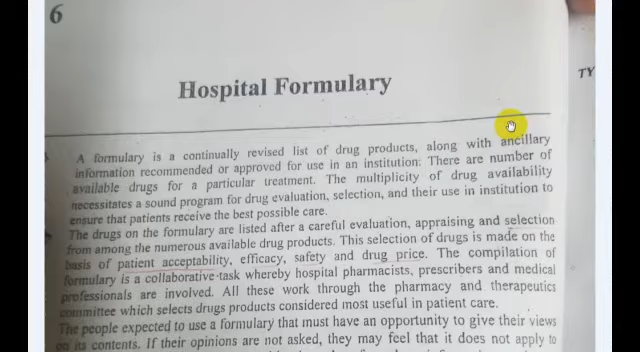 6
TY
Hospital Formulary
A formulary is a continually revised list of drug products, along with ancillary
information recommended or approved for use in an institution: There are number of
available drugs for a particular treatment. The multiplicity of drug availability
necessitates a sound program for drug evaluation, selection, and their use in institution to
ensure that patients receive the best possible care.
The drugs on the formulary are listed after a careful evaluation, appraising and selection
from among the numerous available drug products. This selection of drugs is made on the
basis of patient acceptability, efficacy, safety and drug price. The compilation of
formulary is a collaborative-task whereby hospital pharmacists, prescribers and medical
professionals are involved. All these work through the pharmacy and therapeutics
committee which selects drugs products considered most useful in patient care.
The people expected to use a formulary that must have an opportunity to give their views
on its contents. If their opinions are not asked, they may feel that it does not apply to